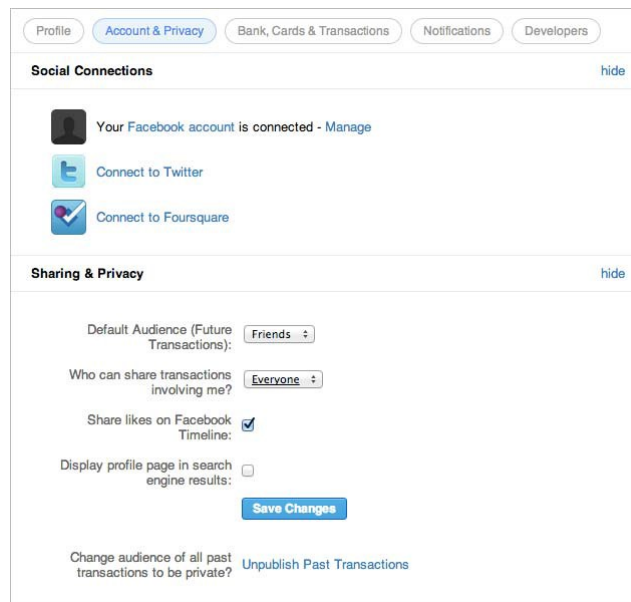 Profile
Account & Privacy
Bank, Cards & Transactions
Notifications
Developers
Social Connections
hide
Your Facebook account is connected - Manage
Connect to Twitter
Connect to Foursquare
Sharing & Privacy
hide
Default Audience (Future
Transactions):
Friends
Who can share transactions
involving me?
Everyone
Share likes on Facebook
Timeline:
Display profile page in search
engine results:
Save Changes
Change audience of all past
transactions to be private?
Unpublish Past Transactions